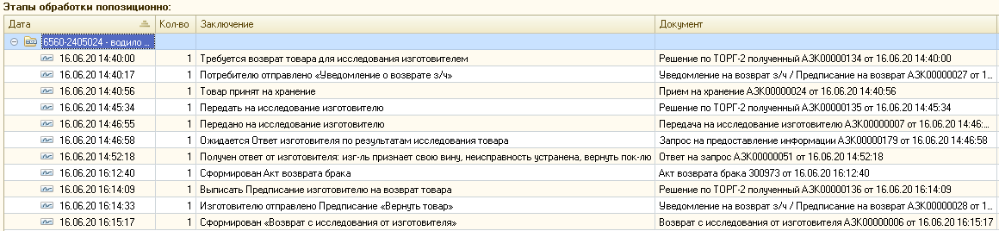 Этапы обработки попозиционно:
Дата Кол-во Заключение Документ
6560-2405024 - водило ...
16.06.20 14:40:00 1 Требуется возврат товара для исследования изготовителем Решение по ТОРГ-2 полученный АЗК00000134 от 16.06.20 14:40:00
16.06.20 14:40:17 1 Потребителю отправлено «Уведомление о возврате з/ч» Уведомление на возврат з/ч / Предписание на возврат АЗК00000027 от 1...
16.06.20 14:40:56 1 Товар принят на хранение Прием на хранение АЗК00000024 от 16.06.20 14:40:56
16.06.20 14:45:34 1 Передать на исследование изготовителю Решение по ТОРГ-2 полученный АЗК00000135 от 16.06.20 14:45:34
16.06.20 14:46:55 1 Передано на исследование изготовителю Передача на исследование изготовителю АЗК00000007 от 16.06.20 14:46:...
16.06.20 14:46:58 1 Ожидается Ответ изготовителя по результатам исследования товара Запрос на предоставление информации АЗК00000179 от 16.06.20 14:46:58
16.06.20 14:52:18 1 Получен ответ от изготовителя: изг-ль признает свою вину, неисправность устранена, вернуть пок-лю Ответ на запрос АЗК00000051 от 16.06.20 14:52:18
16.06.20 16:12:40 1 Сформирован Акт возврата брака Акт возврата брака 300973 от 16.06.20 16:12:40
16.06.20 16:14:09 1 Выписать Предписание изготовителю на возврат товара Решение по ТОРГ-2 полученный АЗК00000136 от 16.06.20 16:14:09
16.06.20 16:14:33 1 Изготовителю отправлено Предписание «Вернуть товар» Уведомление на возврат з/ч / Предписание на возврат АЗК00000028 от 1...
16.06.20 16:15:17 1 Сформирован «Возврат с исследования от изготовителя» Возврат с исследования от изготовителя АЗК00000006 от 16.06.20 16:15:17